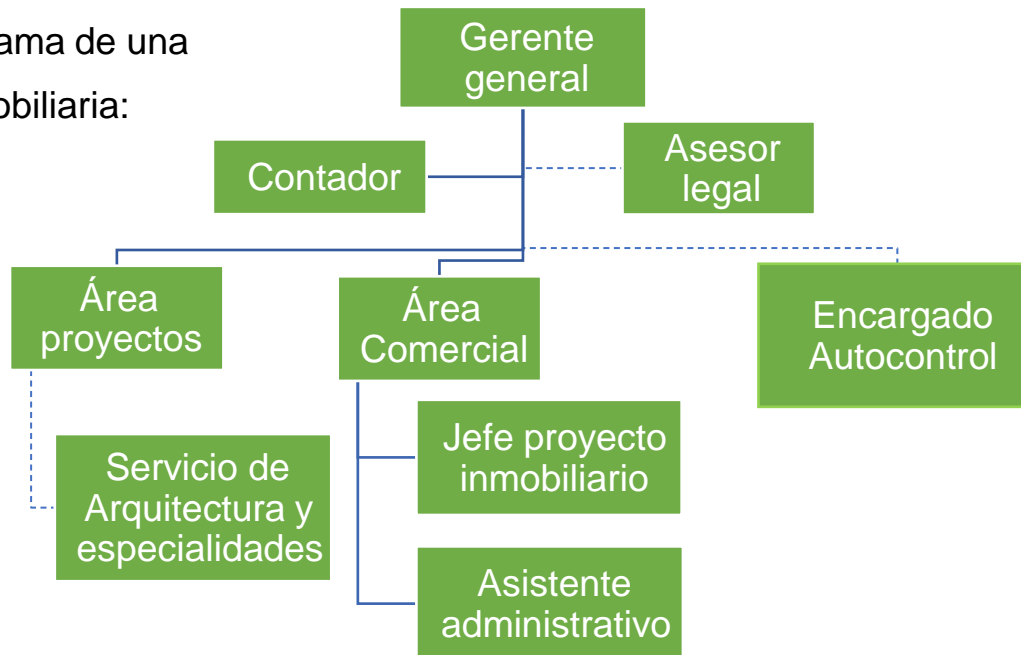 ama de una
obiliaria:
Gerente
general
Contador
Asesor
legal
Área
proyectos
Área
Comercial
Encargado
Autocontrol
Servicio de
Arquitectura y
especialidades
Jefe proyecto
inmobiliario
Asistente
administrativo